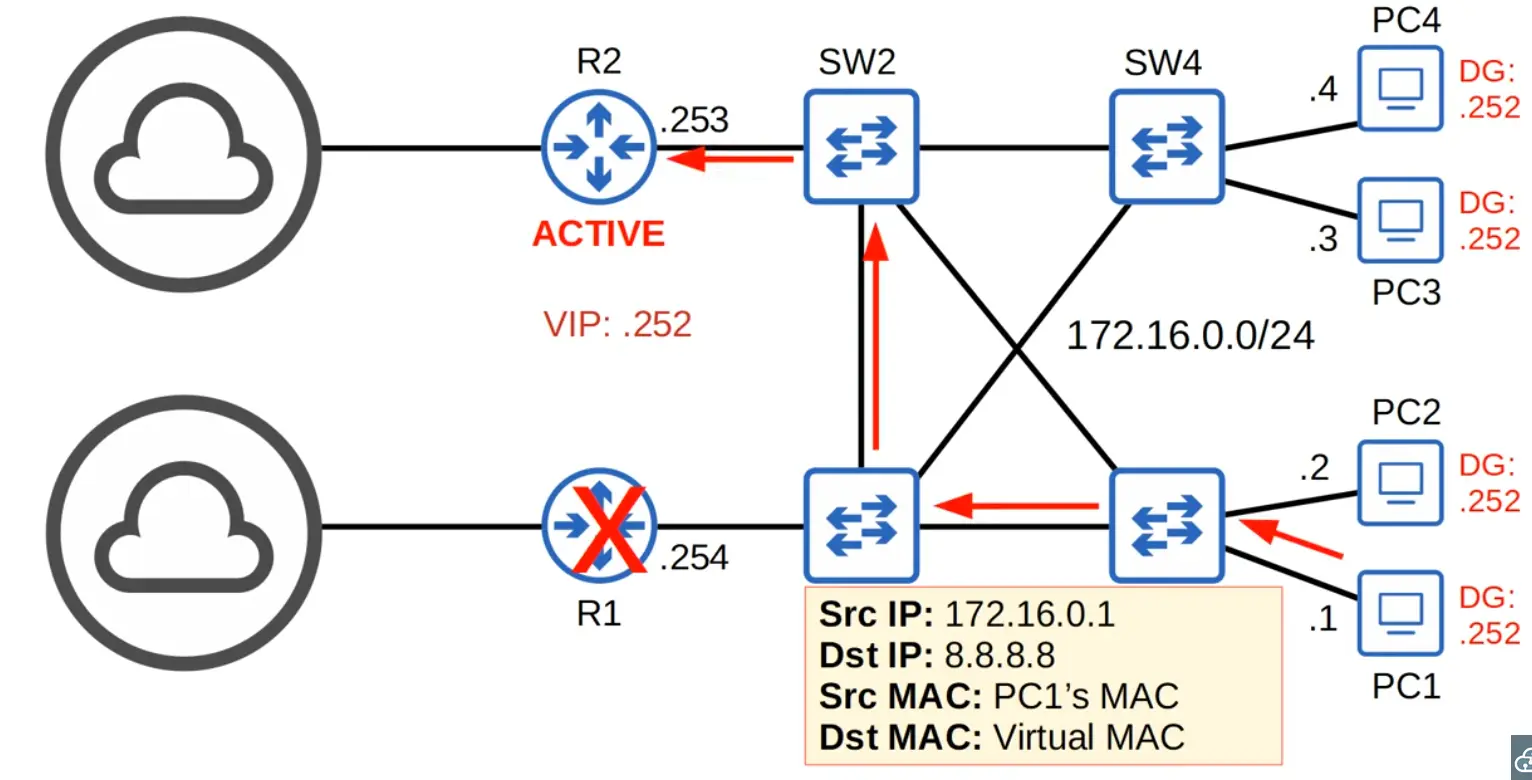 PC4
R2
SW2
SW4
DG:
.252
.4
.253
ACTIVE
DG:
.252
.3
PC3
VIP: .252
172.16.0.0/24
PC2
.2
DG:
.252
X
.254
R1
DG:
.252
.1
PC1
Src IP: 172.16.0.1
Dst IP: 8.8.8.8
Src MAC: PC1’s MAC
Dst MAC: Virtual MAC